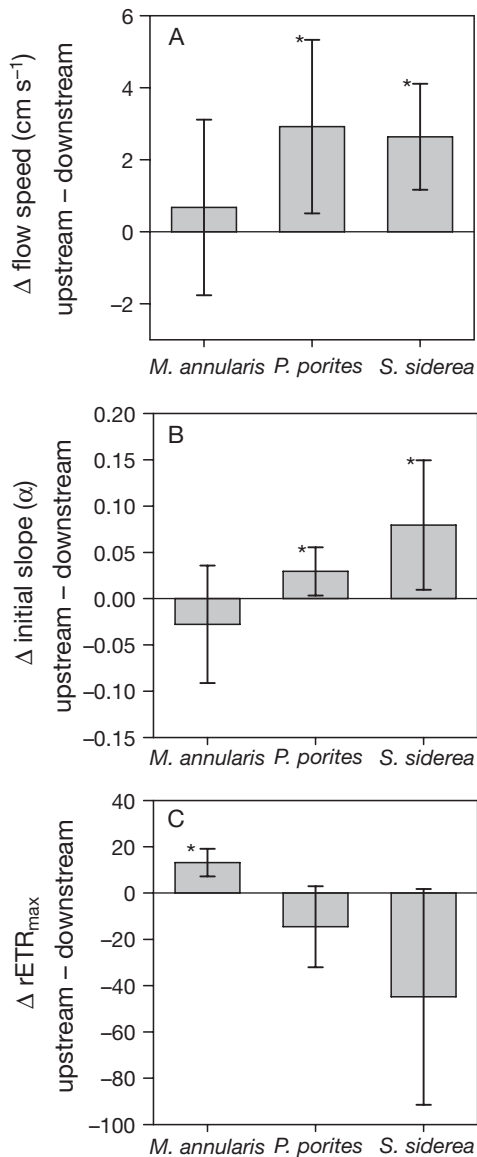 A
Δ flow speed (cm s⁻¹)
upstream – downstream
6
4
2
0
–2
*
*
M. annularis P. porites S. siderea
B
Δ initial slope (α)
upstream – downstream
0.20
0.15
0.10
0.05
0.00
–0.05
–0.10
–0.15
*
*
M. annularis P. porites S. siderea
C
Δ rETRmax
upstream – downstream
40
20
0
–20
–40
–60
–80
–100
*
M. annularis P. porites S. siderea